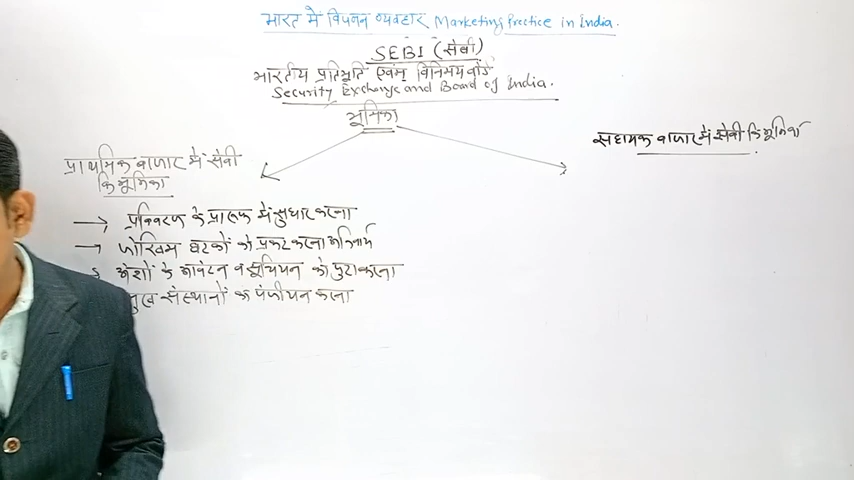 भारत में विपणन व्यवहार Marketing Practice in India.
SEBI (सेबी)
भारतीय प्रतिभूति एवंम् विनिमय बोर्ड
Security Exchange and Board of India.
भूमिका
सहायक बाजार में सेबी कि भूमिका
प्राथमिक बाजार में सेबी
कि भूमिका
→ प्रविवरण के प्रारूप में सुधार करना
→ जोखिम घटकों को प्रकट करना अनिवार्य
अंशों के आवंटन व सूचियन को पुरा करना
संस्थानों के पंजीयन करना